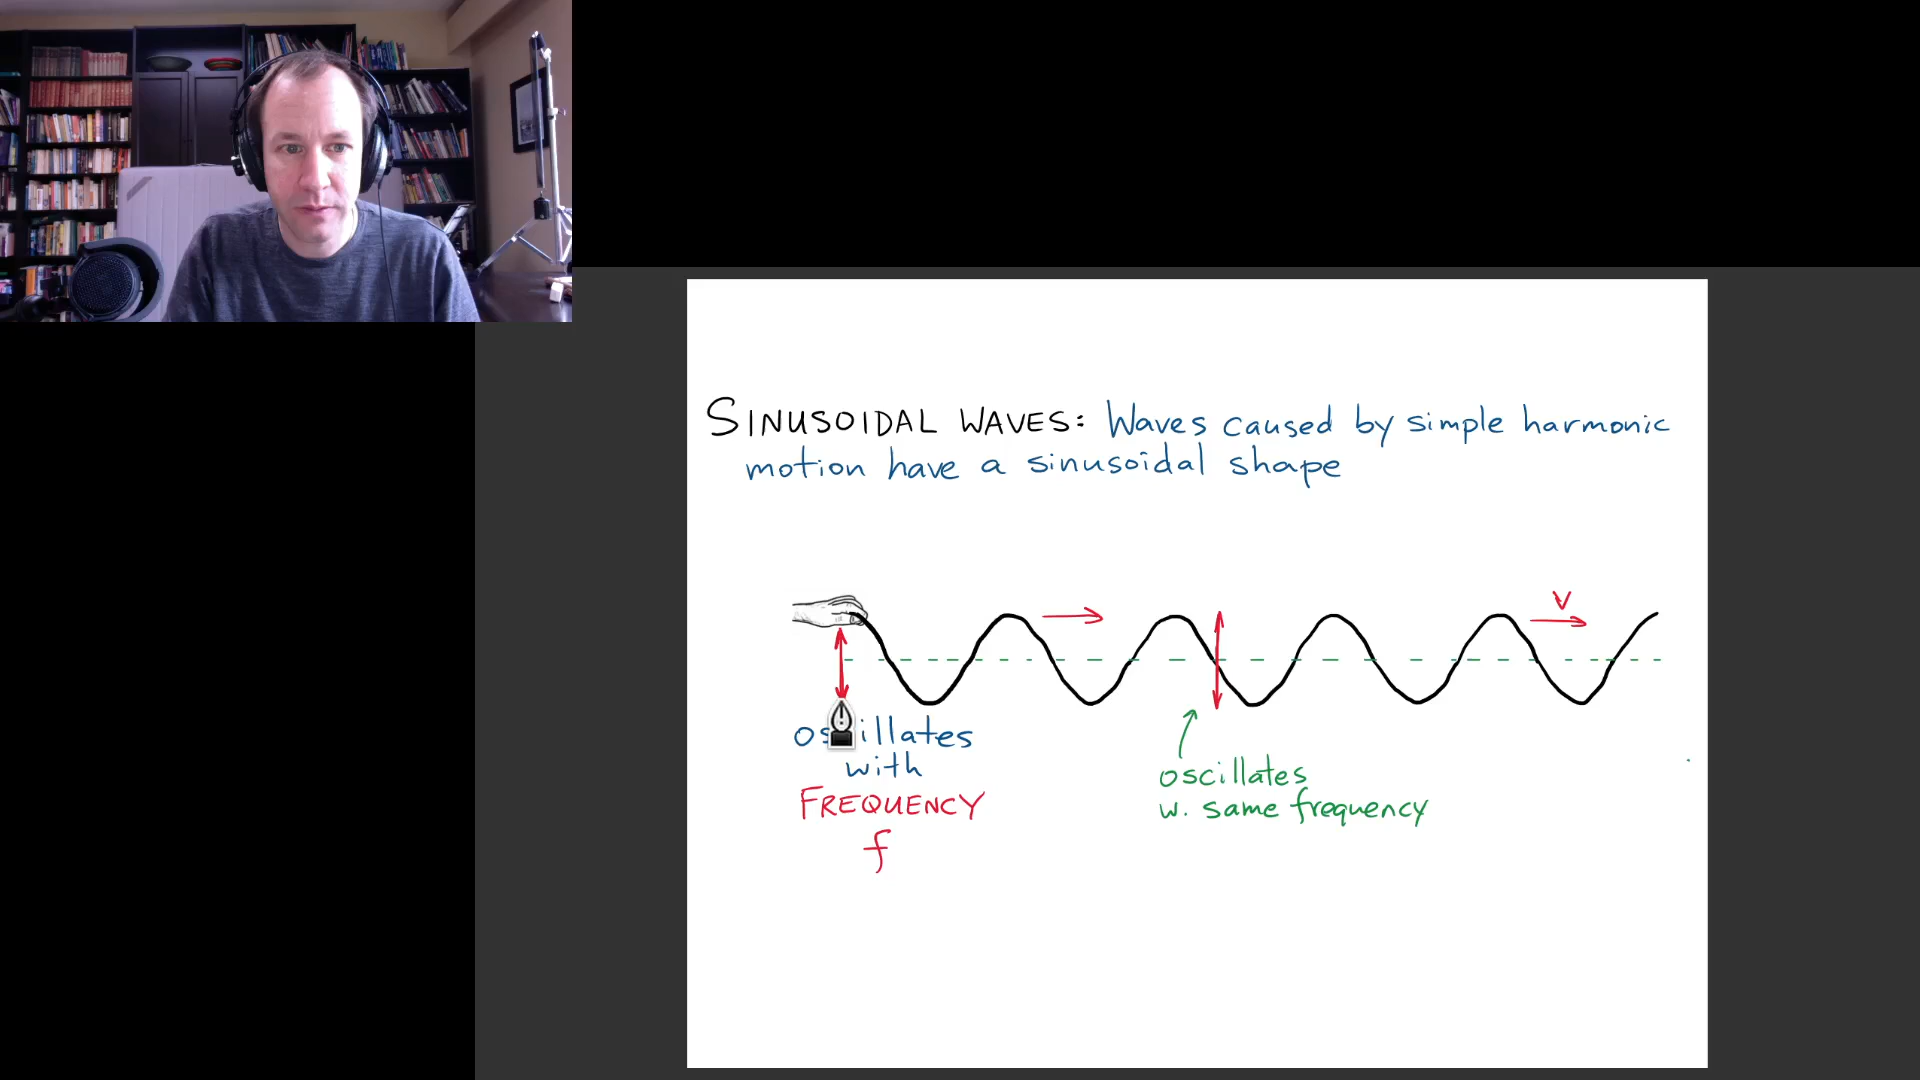 SINUSOIDAL WAVES: Waves caused by simple harmonic
motion have a sinusoidal shape
v
oscillates
with
FREQUENCY
f
oscillates
w. same frequency